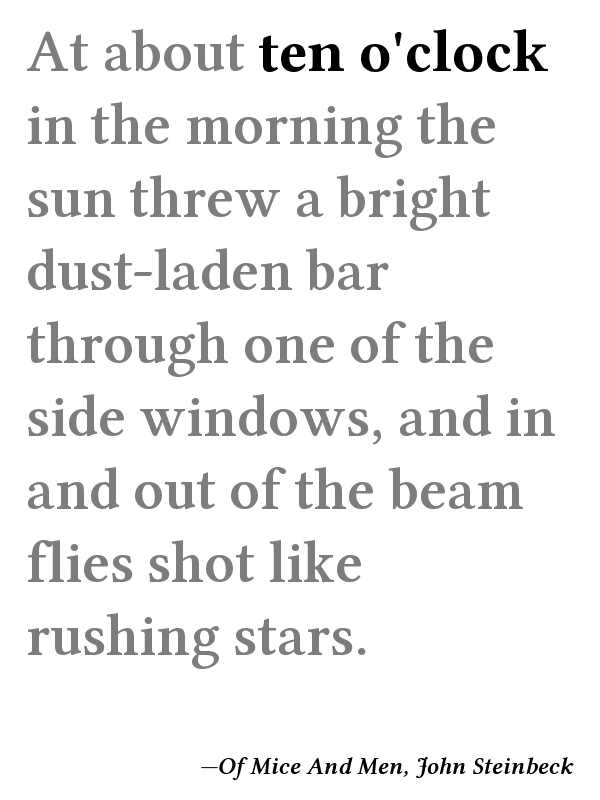 At about ten o'clock
in the morning the
sun threw a bright
dust-laden bar
through one of the
side windows, and in
and out of the beam
flies shot like
rushing stars.
—Of Mice And Men, John Steinbeck